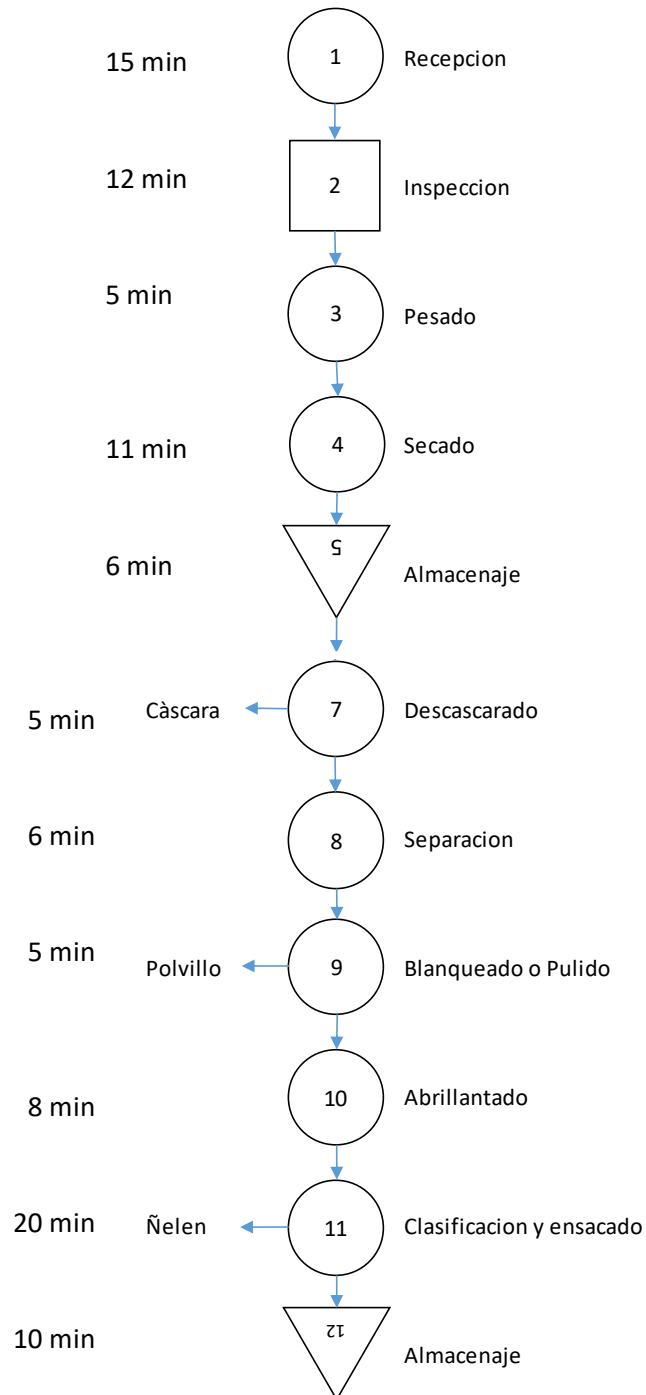 15 min 1 Recepcion
12 min 2 Inspeccion
5 min 3 Pesado
11 min 4 Secado
6 min 5 Almacenaje
5 min Càscara 7 Descascarado
6 min 8 Separacion
5 min Polvillo 9 Blanqueado o Pulido
8 min 10 Abrillantado
20 min Ñelen 11 Clasificacion y ensacado
10 min 12 Almacenaje